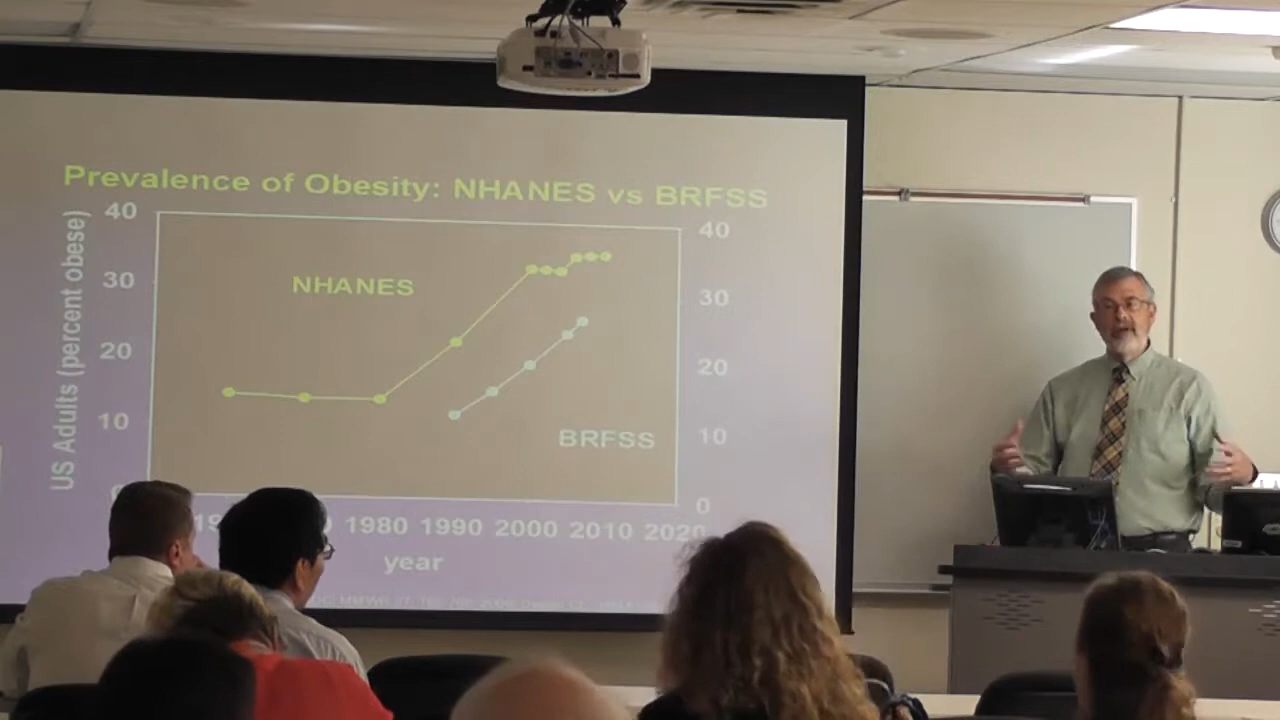 Prevalence of Obesity: NHANES vs BRFSS
US Adults (percent obese)
40
30
20
10
NHANES
BRFSS
40
30
20
10
0
1980 1990 2000 2010 2020
year